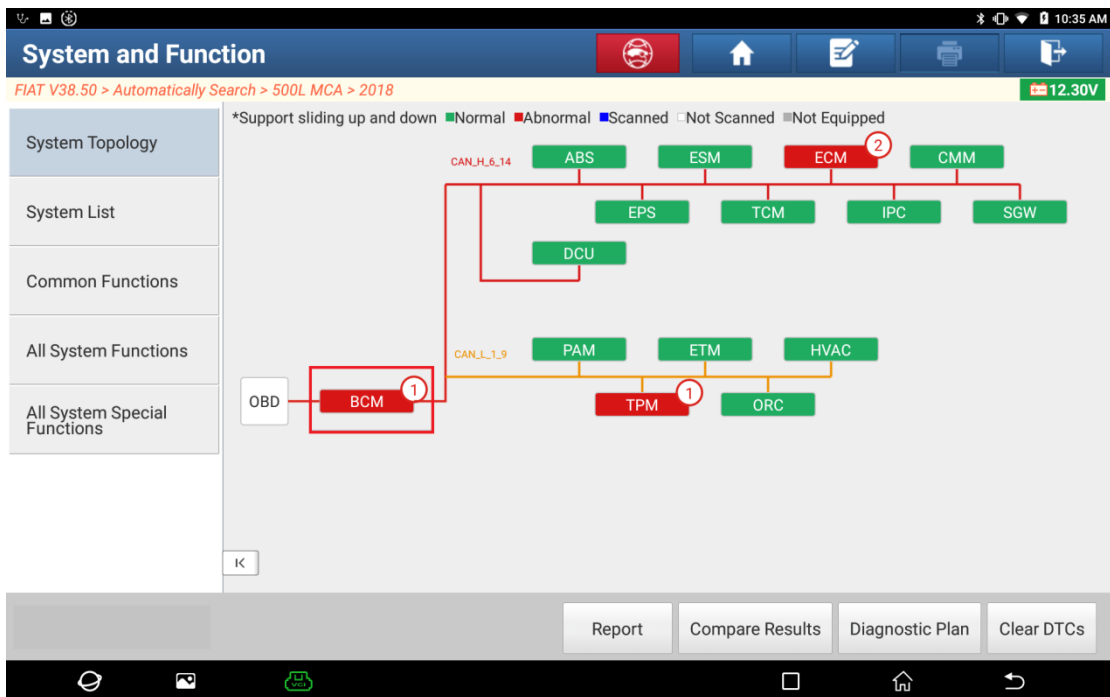 10:35 AM
System and Function
FIAT V38.50 > Automatically Search > 500L MCA > 2018
12.30V
System Topology
System List
Common Functions
All System Functions
All System Special
Functions
*Support sliding up and down Normal Abnormal Scanned Not Scanned Not Equipped
CAN_H_6_14
ABS
ESM
ECM
2
CMM
EPS
TCM
IPC
SGW
DCU
CAN_L_1_9
PAM
ETM
HVAC
OBD
BCM
1
TPM
1
ORC
Report
Compare Results
Diagnostic Plan
Clear DTCs
VCI